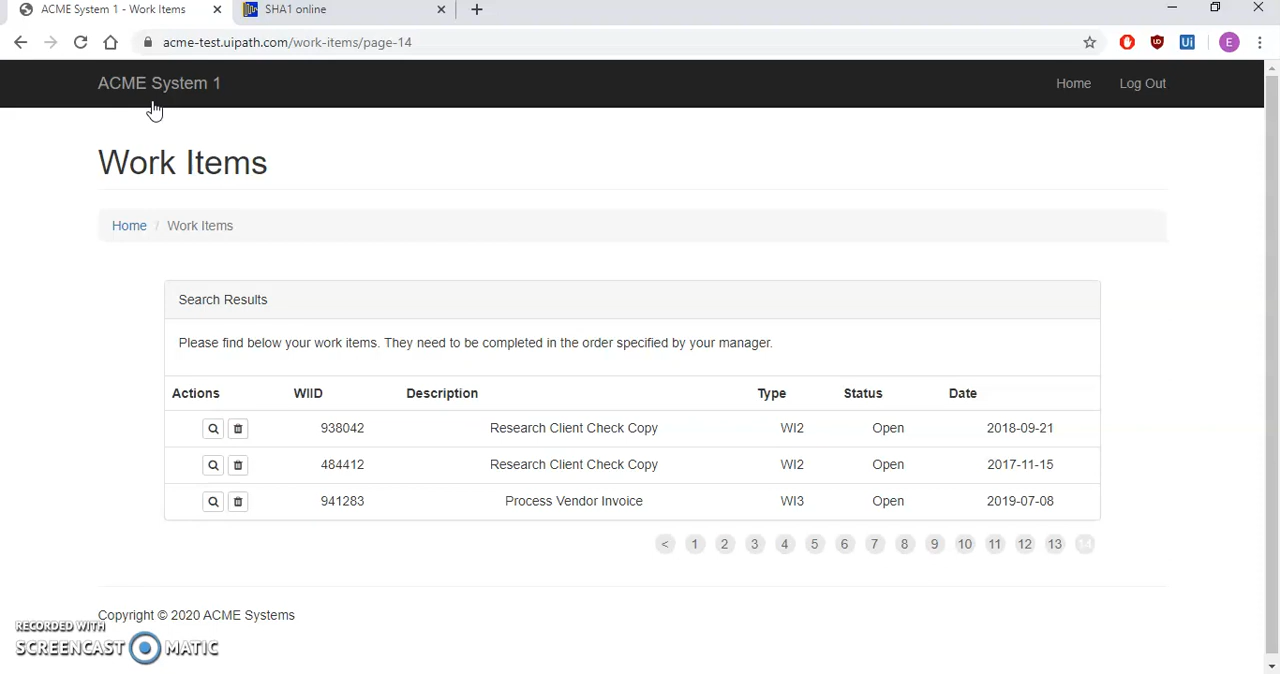 ACME System 1 - Work Items
SHA1 online
acme-test.uipath.com/work-items/page-14
E
ACME System 1
Home
Log Out
Work Items
Home / Work Items
Search Results
Please find below your work items. They need to be completed in the order specified by your manager.
Actions WIID Description Type Status Date
938042 Research Client Check Copy WI2 Open 2018-09-21
484412 Research Client Check Copy WI2 Open 2017-11-15
941283 Process Vendor Invoice WI3 Open 2019-07-08
< 1 2 3 4 5 6 7 8 9 10 11 12 13 14
Copyright © 2020 ACME Systems
RECORDED WITH
SCREENCAST MATIC